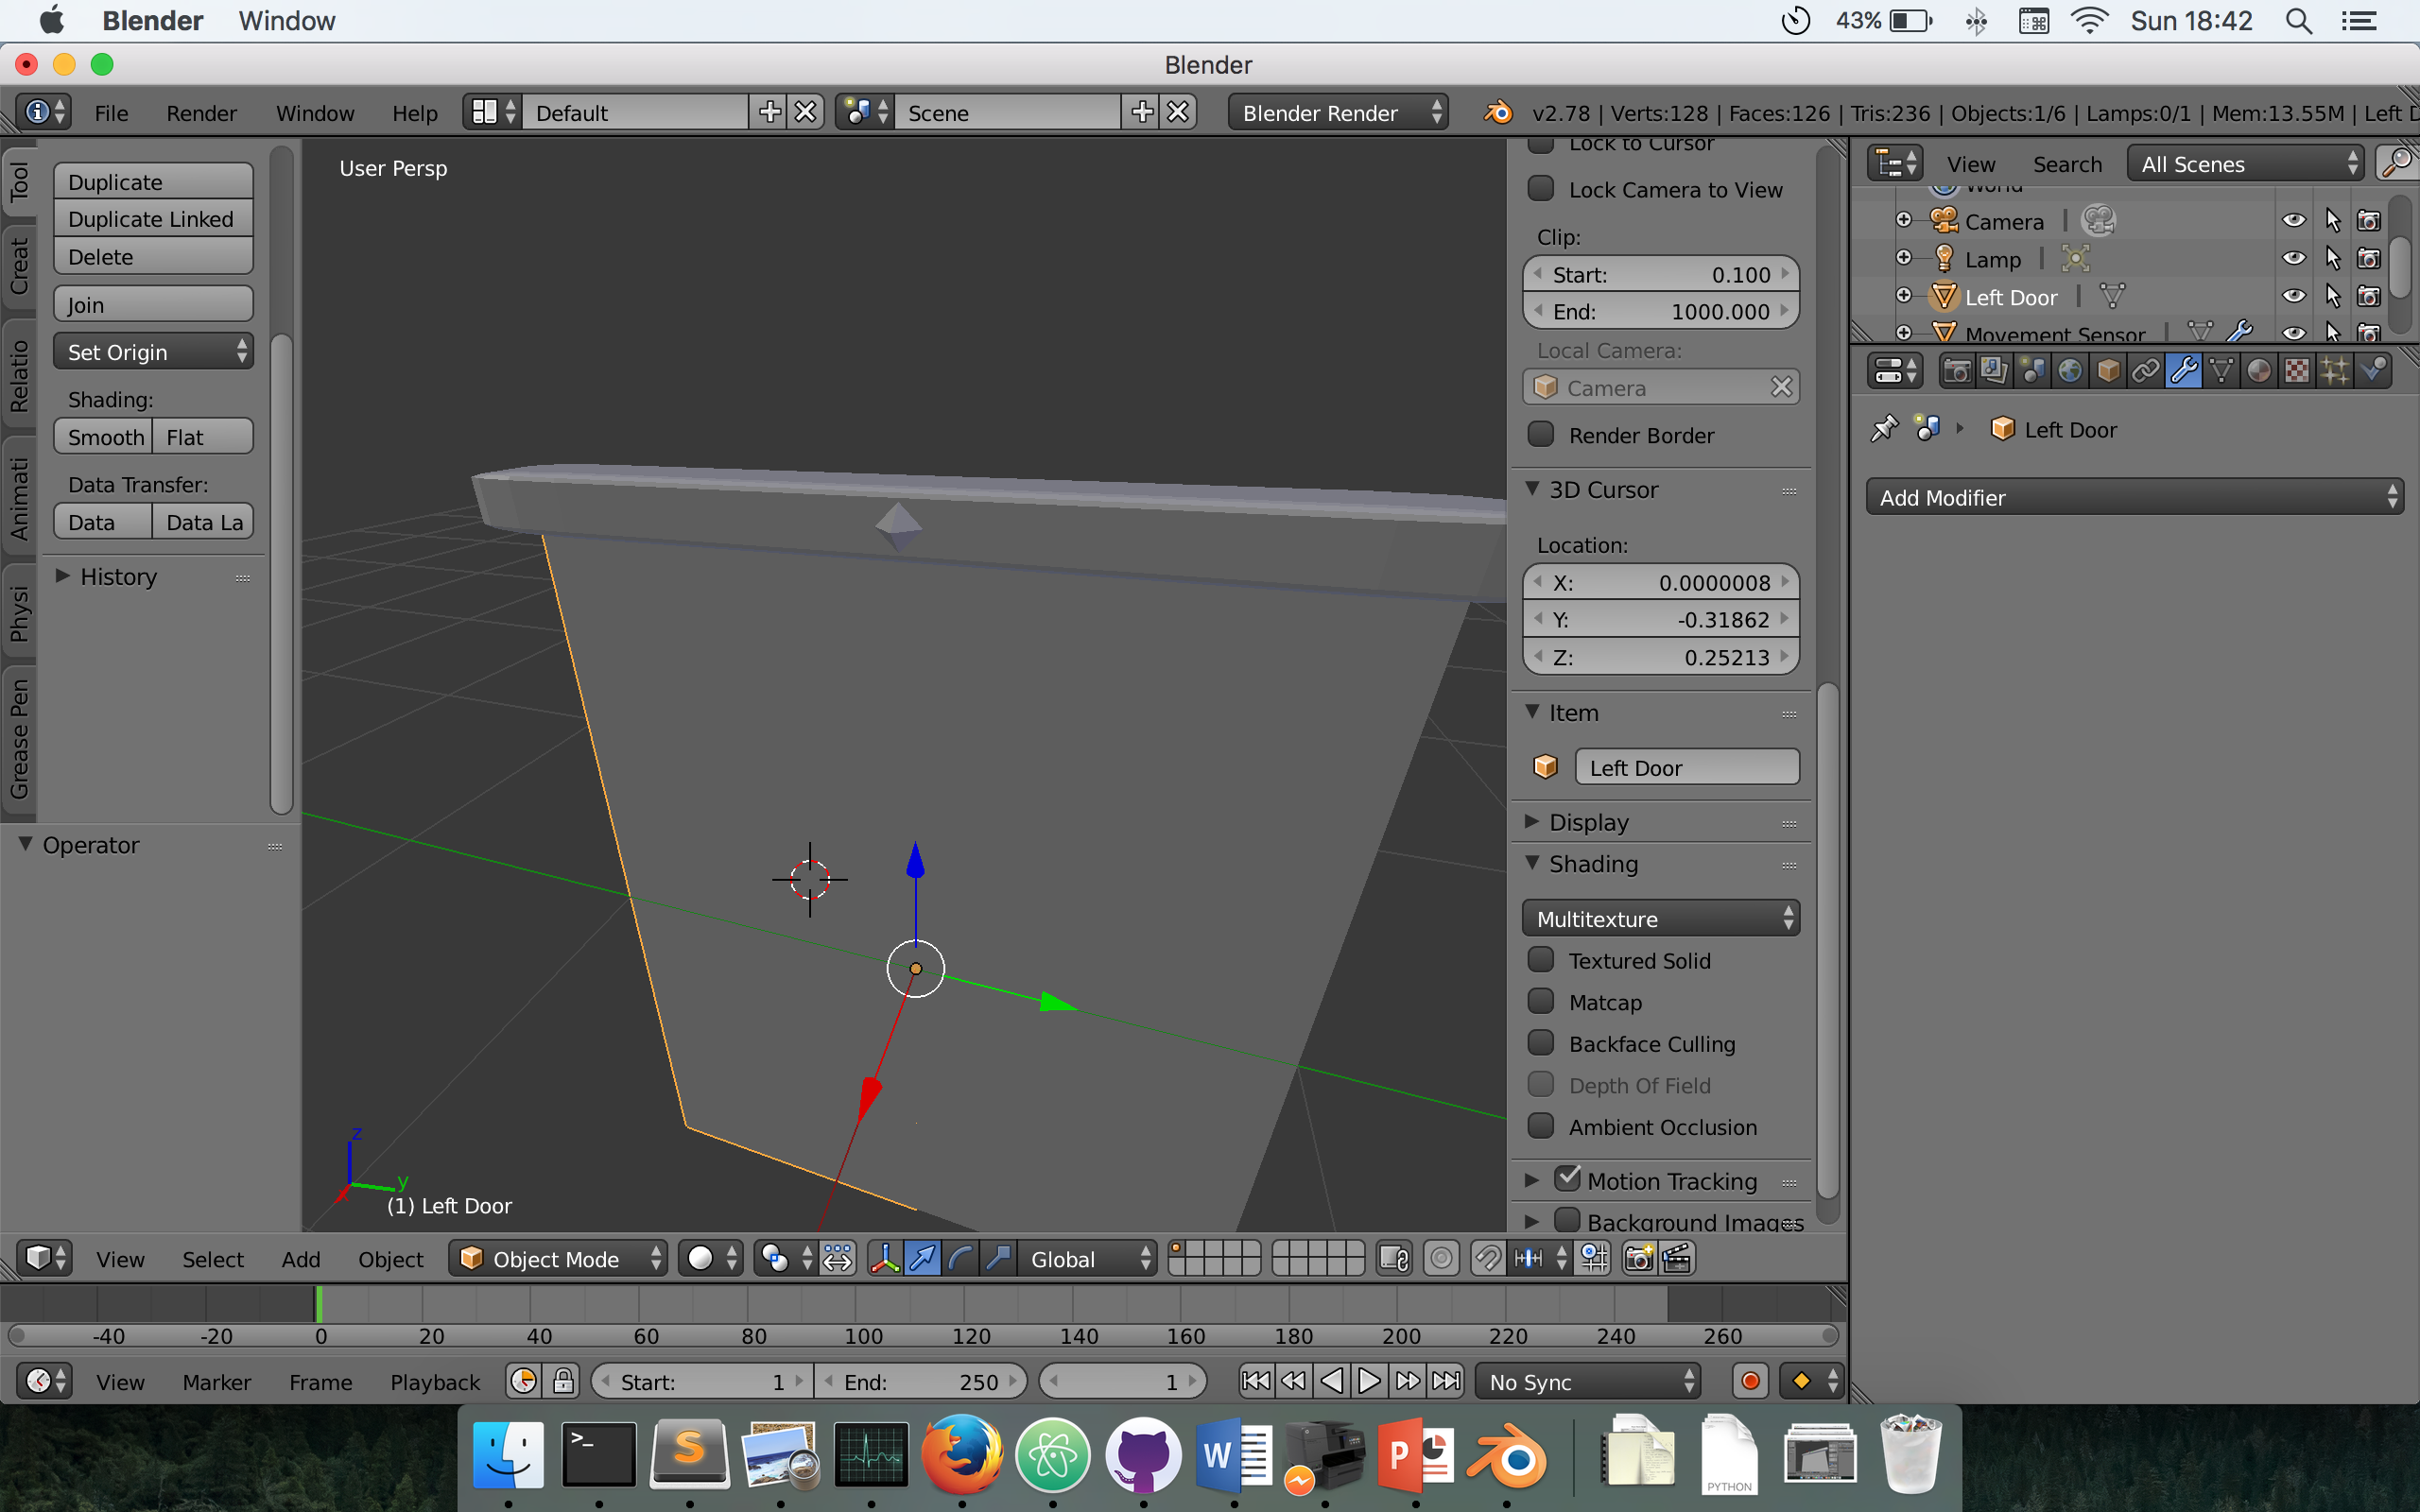 Blender Window 43% Sun 18:42
Blender
File Render Window Help Default Scene Blender Render v2.78 | Verts:128 | Faces:126 | Tris:236 | Objects:1/6 | Lamps:0/1 | Mem:13.55M | Left D
Tool
Creat
Relatio
Animati
Physi
Grease Pen
Duplicate
Duplicate Linked
Delete
Join
Set Origin
Shading:
Smooth Flat
Data Transfer:
Data Data La
History
Operator
User Persp
z
y
x
(1) Left Door
Lock to Cursor
Lock Camera to View
Clip:
Start: 0.100
End: 1000.000
Local Camera:
Camera
Render Border
3D Cursor
Location:
X: 0.0000008
Y: -0.31862
Z: 0.25213
Item
Left Door
Display
Shading
Multitexture
Textured Solid
Matcap
Backface Culling
Depth Of Field
Ambient Occlusion
Motion Tracking
Background Images
View Search All Scenes
World
Camera
Lamp
Left Door
Movement Sensor
Left Door
Add Modifier
View Select Add Object Object Mode Global
-40 -20 0 20 40 60 80 100 120 140 160 180 200 220 240 260
View Marker Frame Playback Start: 1 End: 250 1 No Sync
>_
S
W
P
PYTHON